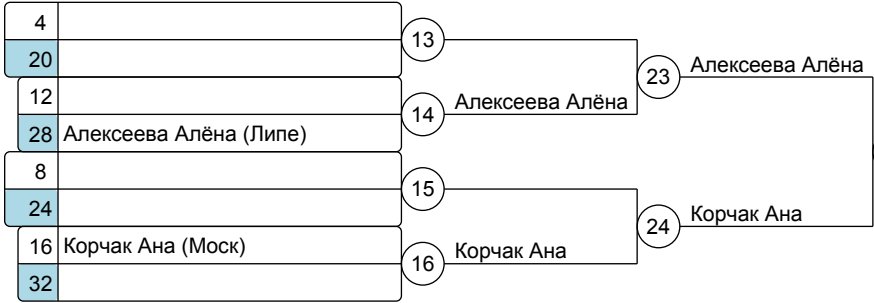 4
13
20
23 Алексеева Алёна
12
14 Алексеева Алёна
28 Алексеева Алёна (Липе)
8
15
24
24 Корчак Ана
16 Корчак Ана (Моск)
16 Корчак Ана
32